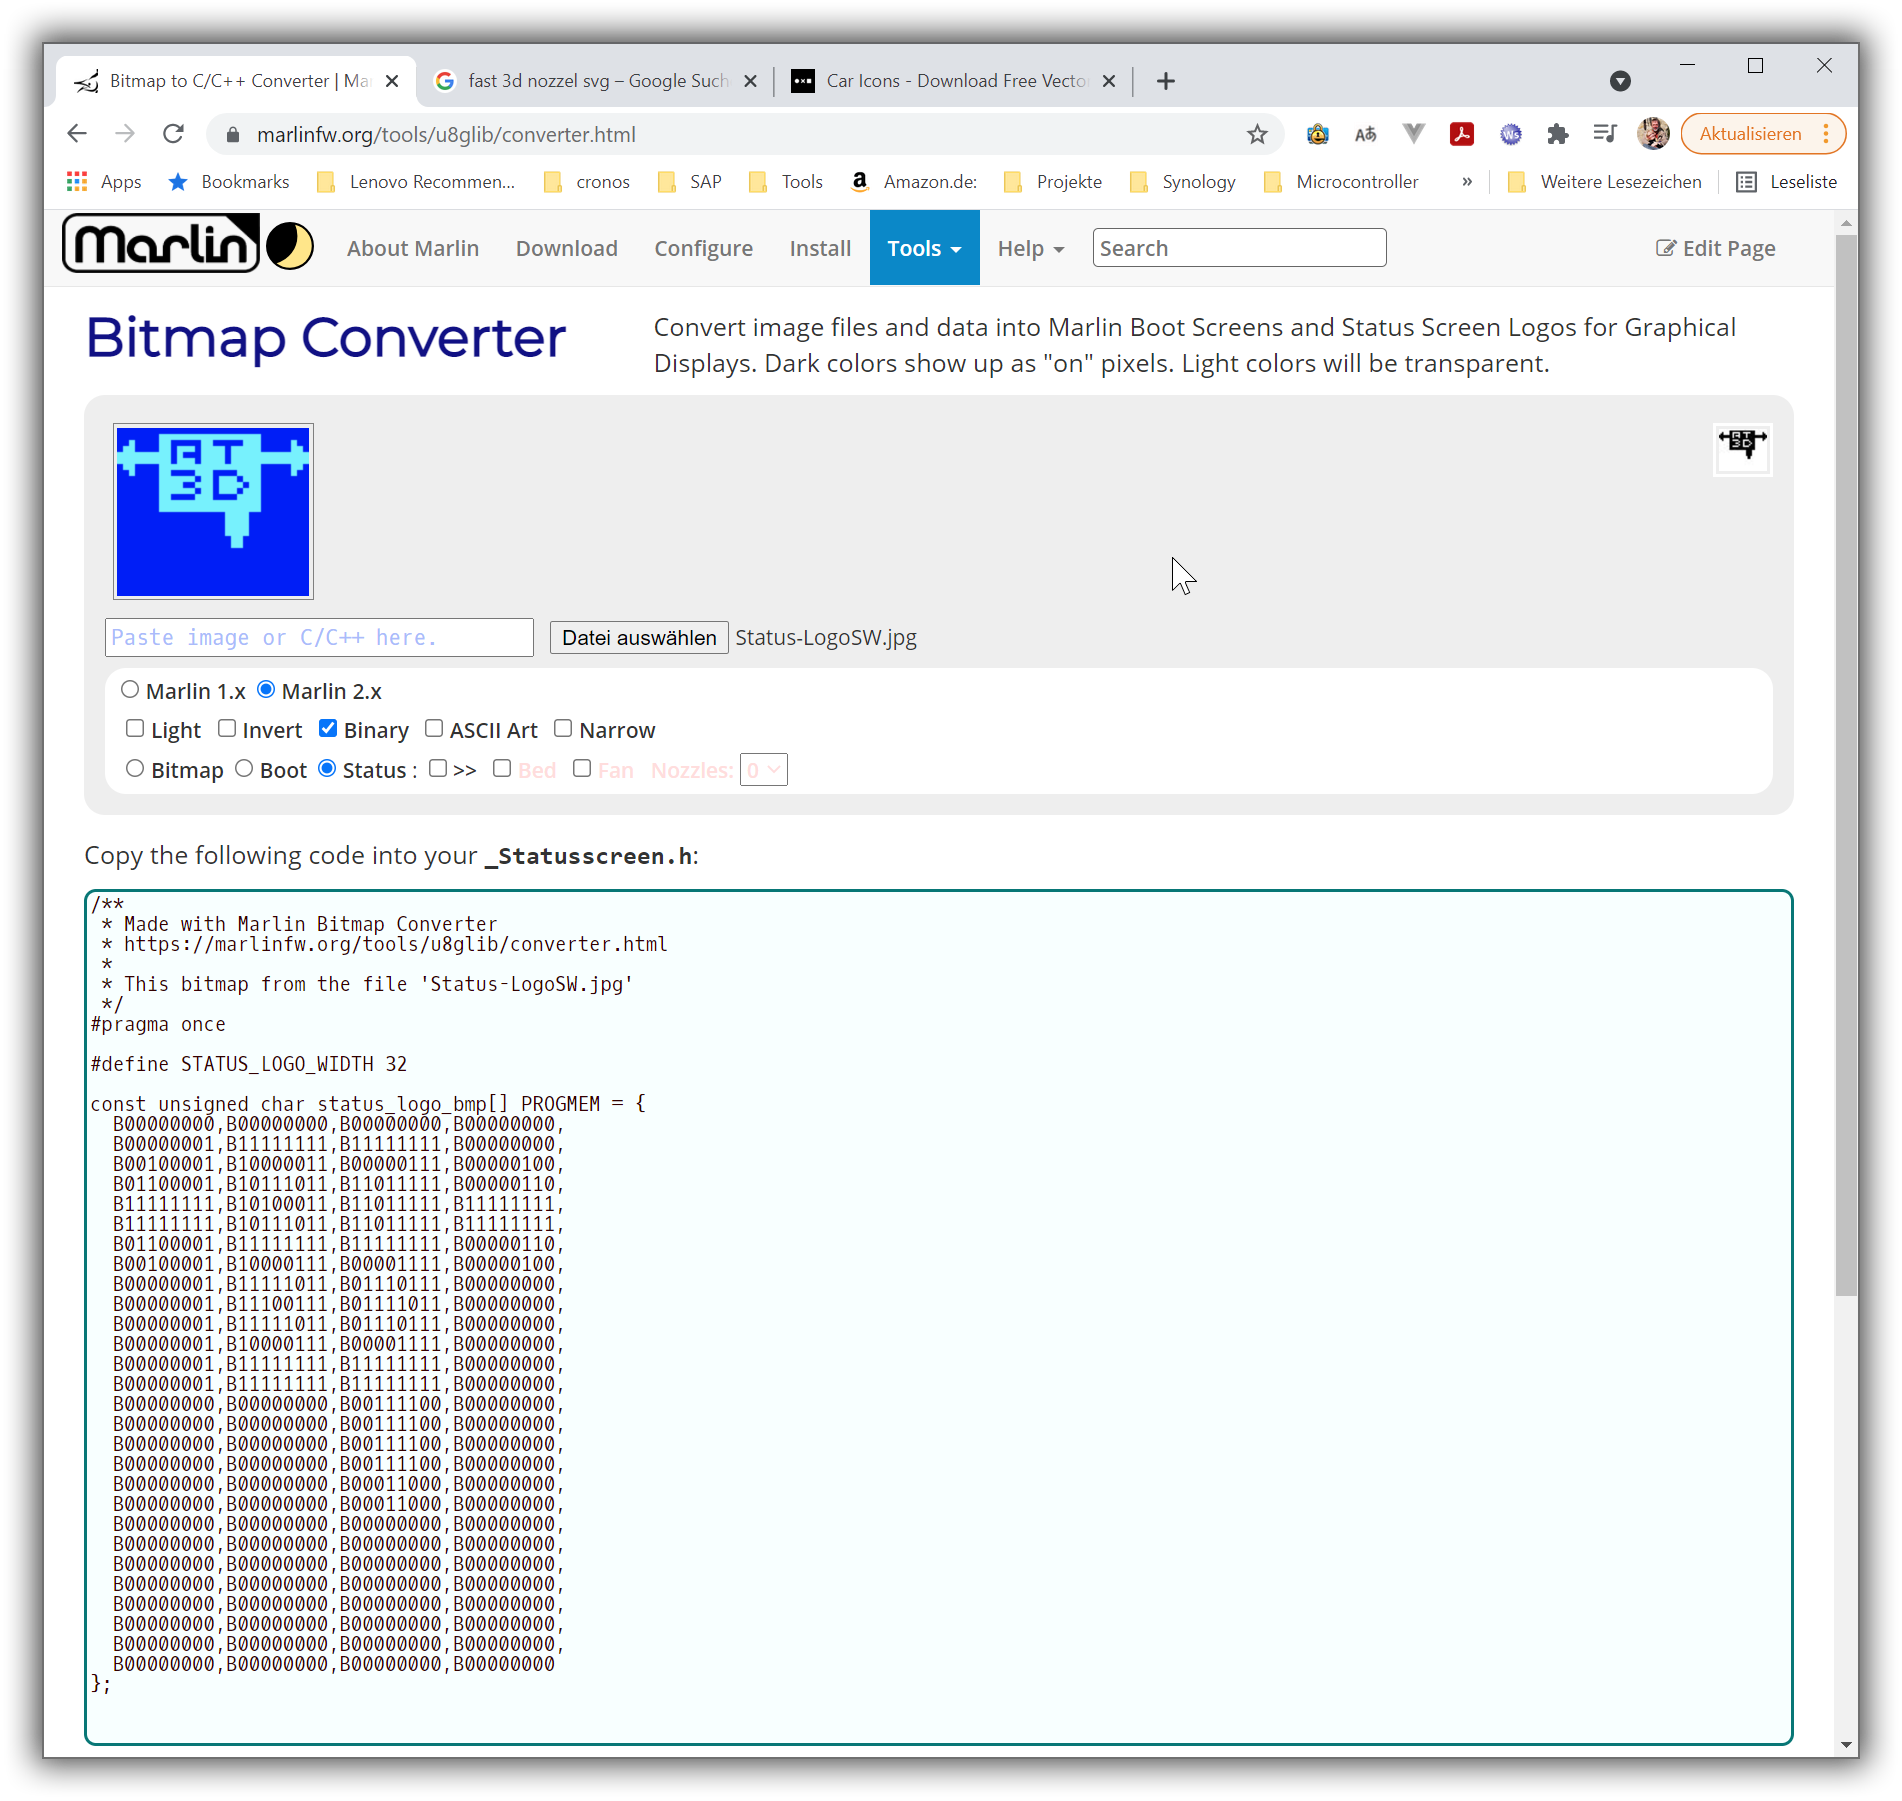 Bitmap to C/C++ Converter | Ma
fast 3d nozzel svg – Google Such
Car Icons - Download Free Vecto
marlinfw.org/tools/u8glib/converter.html
Aktualisieren
Apps Bookmarks Lenovo Recommen... cronos SAP Tools Amazon.de: Projekte Synology Microcontroller » Weitere Lesezeichen Leseliste
Marlin About Marlin Download Configure Install Tools Help Search Edit Page
Bitmap Converter
Convert image files and data into Marlin Boot Screens and Status Screen Logos for Graphical
Displays. Dark colors show up as "on" pixels. Light colors will be transparent.
AT
3D
AT
3D
Paste image or C/C++ here. Datei auswählen Status-LogoSW.jpg
Marlin 1.x Marlin 2.x
Light Invert Binary ASCII Art Narrow
Bitmap Boot Status : >> Bed Fan Nozzles: 0
Copy the following code into your _Statusscreen.h:
/**
* Made with Marlin Bitmap Converter
* https://marlinfw.org/tools/u8glib/converter.html
*
* This bitmap from the file 'Status-LogoSW.jpg'
*/
#pragma once
#define STATUS_LOGO_WIDTH 32
const unsigned char status_logo_bmp[] PROGMEM = {
B00000000,B00000000,B00000000,B00000000,
B00000001,B11111111,B11111111,B00000000,
B00100001,B10000011,B00000111,B00000100,
B01100001,B10111011,B11011111,B00000110,
B11111111,B10100011,B11011111,B11111111,
B11111111,B10111011,B11011111,B11111111,
B01100001,B11111111,B11111111,B00000110,
B00100001,B10000111,B00001111,B00000100,
B00000001,B11111011,B01110111,B00000000,
B00000001,B11100111,B01111011,B00000000,
B00000001,B11111011,B01110111,B00000000,
B00000001,B10000111,B00001111,B00000000,
B00000001,B11111111,B11111111,B00000000,
B00000001,B11111111,B11111111,B00000000,
B00000000,B00000000,B00111100,B00000000,
B00000000,B00000000,B00111100,B00000000,
B00000000,B00000000,B00111100,B00000000,
B00000000,B00000000,B00111100,B00000000,
B00000000,B00000000,B00011000,B00000000,
B00000000,B00000000,B00011000,B00000000,
B00000000,B00000000,B00000000,B00000000,
B00000000,B00000000,B00000000,B00000000,
B00000000,B00000000,B00000000,B00000000,
B00000000,B00000000,B00000000,B00000000,
B00000000,B00000000,B00000000,B00000000,
B00000000,B00000000,B00000000,B00000000,
B00000000,B00000000,B00000000,B00000000,
B00000000,B00000000,B00000000,B00000000
};